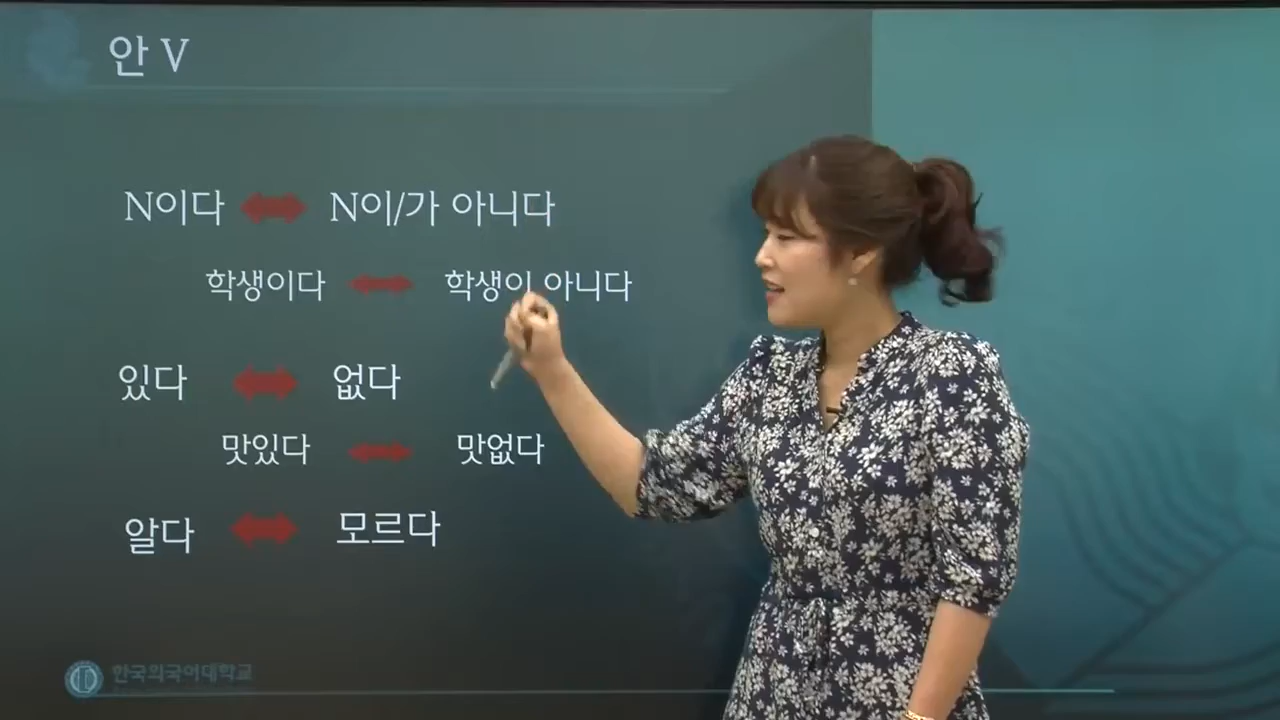 안 V
N이다 N이/가 아니다
학생이다 학생이 아니다
있다 없다
맛있다 맛없다
알다 모르다
한국외국어대학교